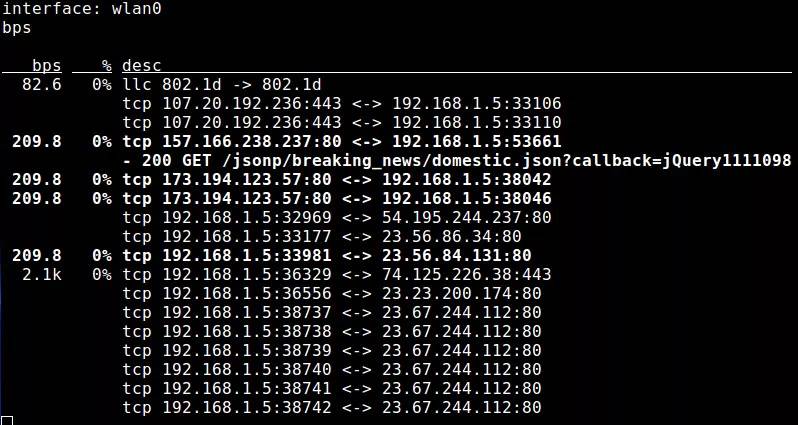 interface: wlan0
bps
bps % desc
82.6 0% llc 802.1d -> 802.1d
tcp 107.20.192.236:443 <-> 192.168.1.5:33106
tcp 107.20.192.236:443 <-> 192.168.1.5:33110
209.8 0% tcp 157.166.238.237:80 <-> 192.168.1.5:53661
- 200 GET /jsonp/breaking_news/domestic.json?callback=jQuery1111098
209.8 0% tcp 173.194.123.57:80 <-> 192.168.1.5:38042
209.8 0% tcp 173.194.123.57:80 <-> 192.168.1.5:38046
tcp 192.168.1.5:32969 <-> 54.195.244.237:80
tcp 192.168.1.5:33177 <-> 23.56.86.34:80
209.8 0% tcp 192.168.1.5:33981 <-> 23.56.84.131:80
2.1k 0% tcp 192.168.1.5:36329 <-> 74.125.226.38:443
tcp 192.168.1.5:36556 <-> 23.23.200.174:80
tcp 192.168.1.5:38737 <-> 23.67.244.112:80
tcp 192.168.1.5:38738 <-> 23.67.244.112:80
tcp 192.168.1.5:38739 <-> 23.67.244.112:80
tcp 192.168.1.5:38740 <-> 23.67.244.112:80
tcp 192.168.1.5:38741 <-> 23.67.244.112:80
tcp 192.168.1.5:38742 <-> 23.67.244.112:80